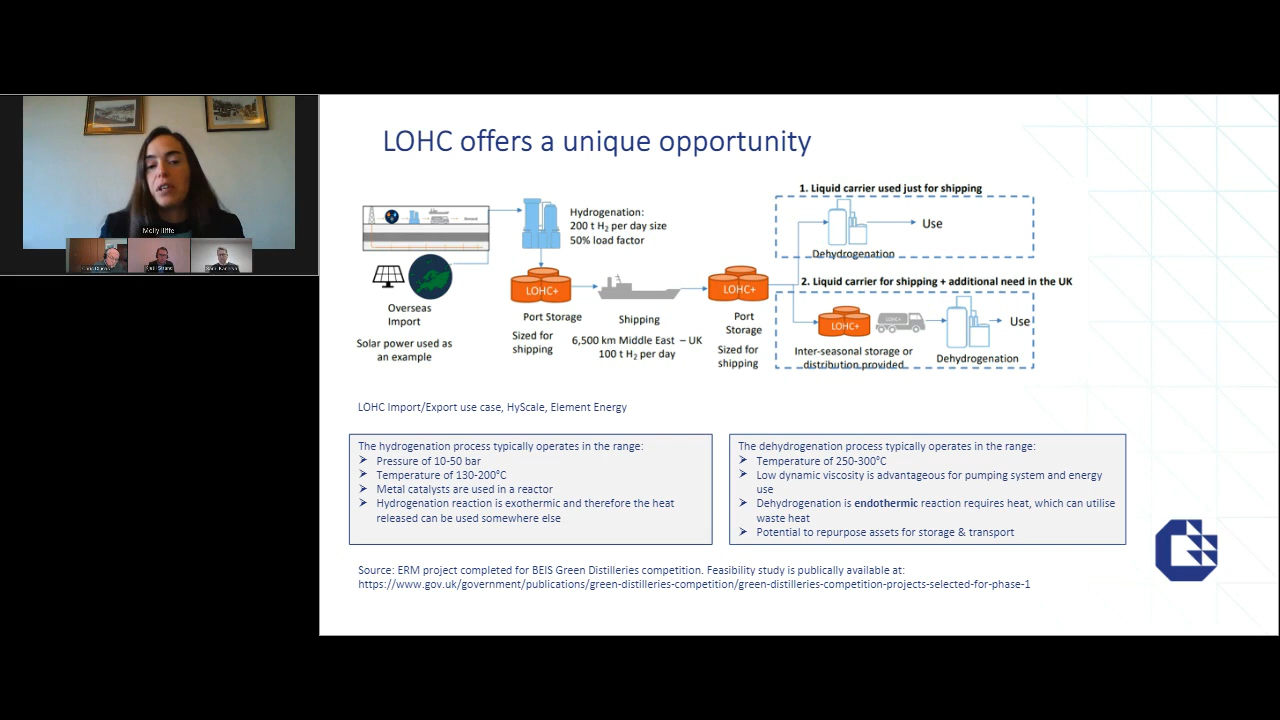 LOHC offers a unique opportunity
Molly Iliffe
Overseas
Import
Solar power used as
an example
Hydrogenation:
200 t H₂ per day size
50% load factor
LOHC+
Port Storage
Sized for
shipping
Shipping
6,500 km Middle East – UK
100 t H₂ per day
LOHC+
Port
Storage
Sized for
shipping
1. Liquid carrier used just for shipping
Dehydrogenation
Use
2. Liquid carrier for shipping + additional need in the UK
LOHC+
LOHC+
Inter-seasonal storage or
distribution provided
Dehydrogenation
Use
LOHC Import/Export use case, HyScale, Element Energy
The hydrogenation process typically operates in the range:
Pressure of 10-50 bar
Temperature of 130-200°C
Metal catalysts are used in a reactor
Hydrogenation reaction is exothermic and therefore the heat
released can be used somewhere else
The dehydrogenation process typically operates in the range:
Temperature of 250-300°C
Low dynamic viscosity is advantageous for pumping system and energy
use
Dehydrogenation is endothermic reaction requires heat, which can utilise
waste heat
Potential to repurpose assets for storage & transport
Source: ERM project completed for BEIS Green Distilleries competition. Feasibility study is publically available at:
https://www.gov.uk/government/publications/green-distilleries-competition/green-distilleries-competition-projects-selected-for-phase-1